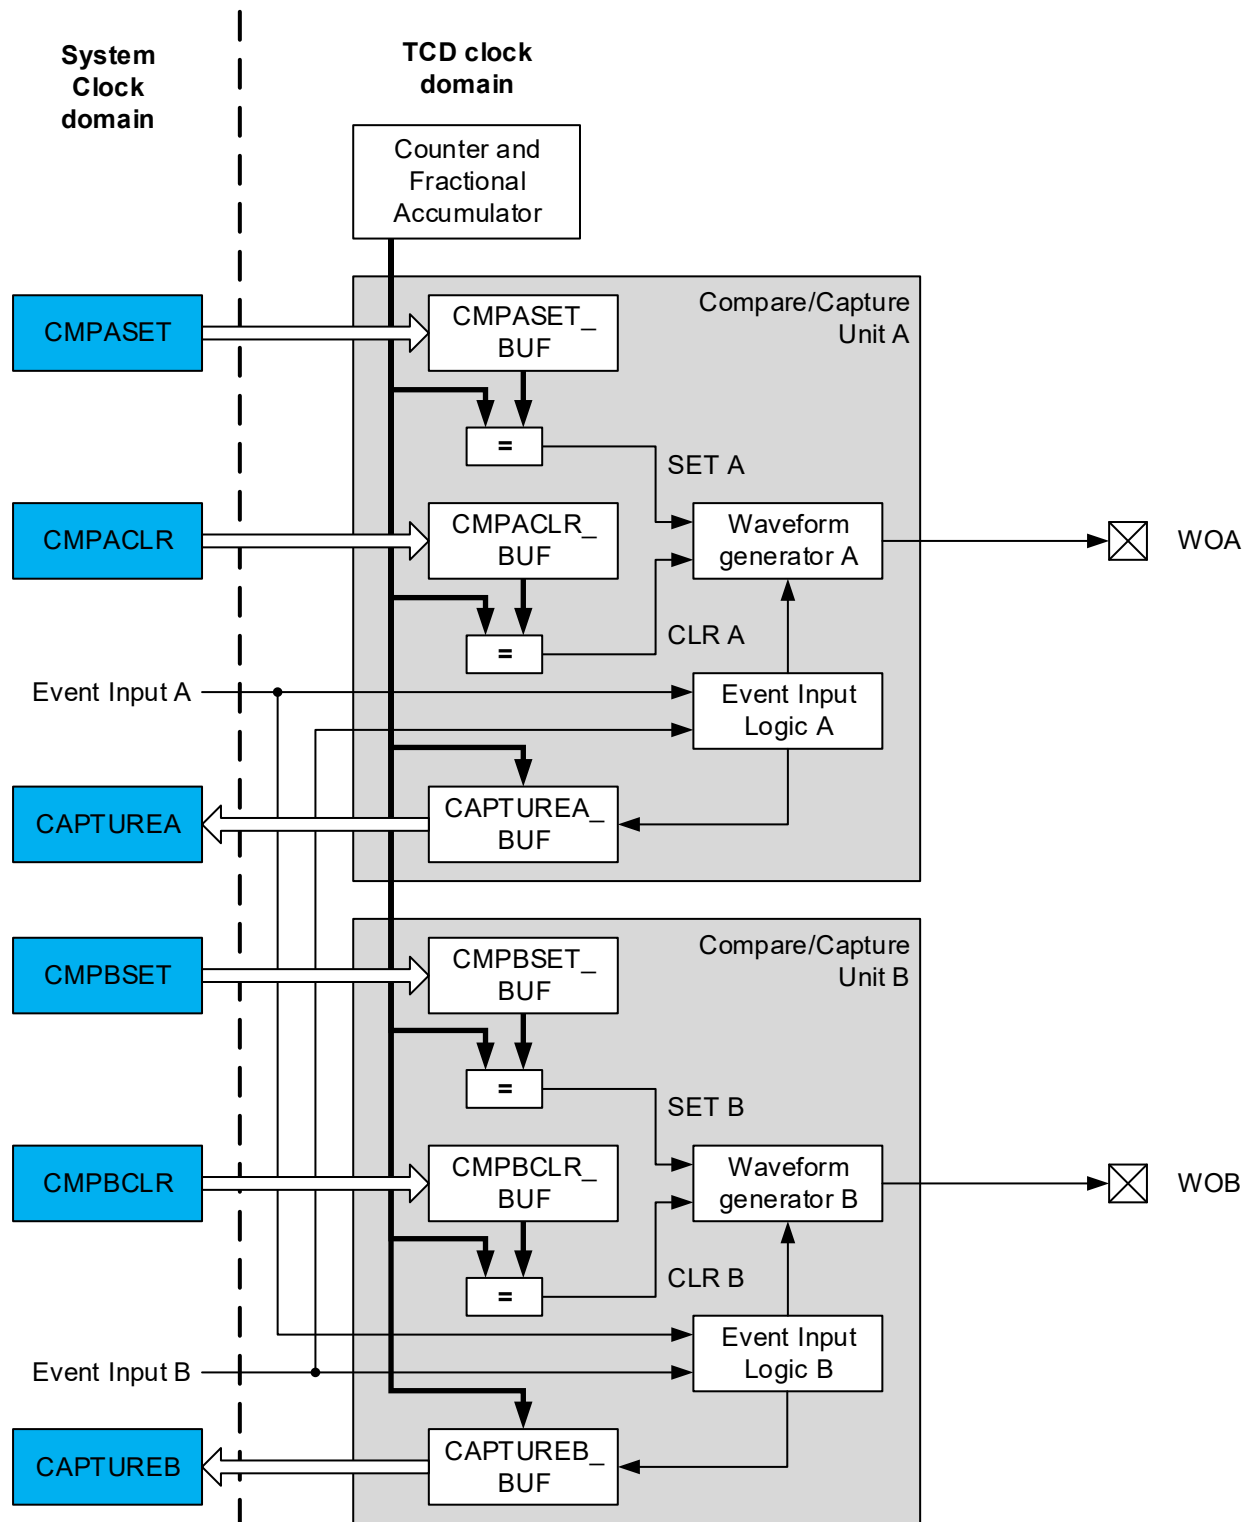 System
Clock
domain
TCD clock
domain
Counter and
Fractional
Accumulator
Compare/Capture
Unit A
CMPASET
CMPASET_
BUF
=
SET A
CMPACLR
CMPACLR_
BUF
Waveform
generator A
WOA
=
CLR A
Event Input A
Event Input
Logic A
CAPTUREA
CAPTUREA_
BUF
Compare/Capture
Unit B
CMPBSET
CMPBSET_
BUF
=
SET B
CMPBCLR
CMPBCLR_
BUF
Waveform
generator B
WOB
=
CLR B
Event Input B
Event Input
Logic B
CAPTUREB
CAPTUREB_
BUF